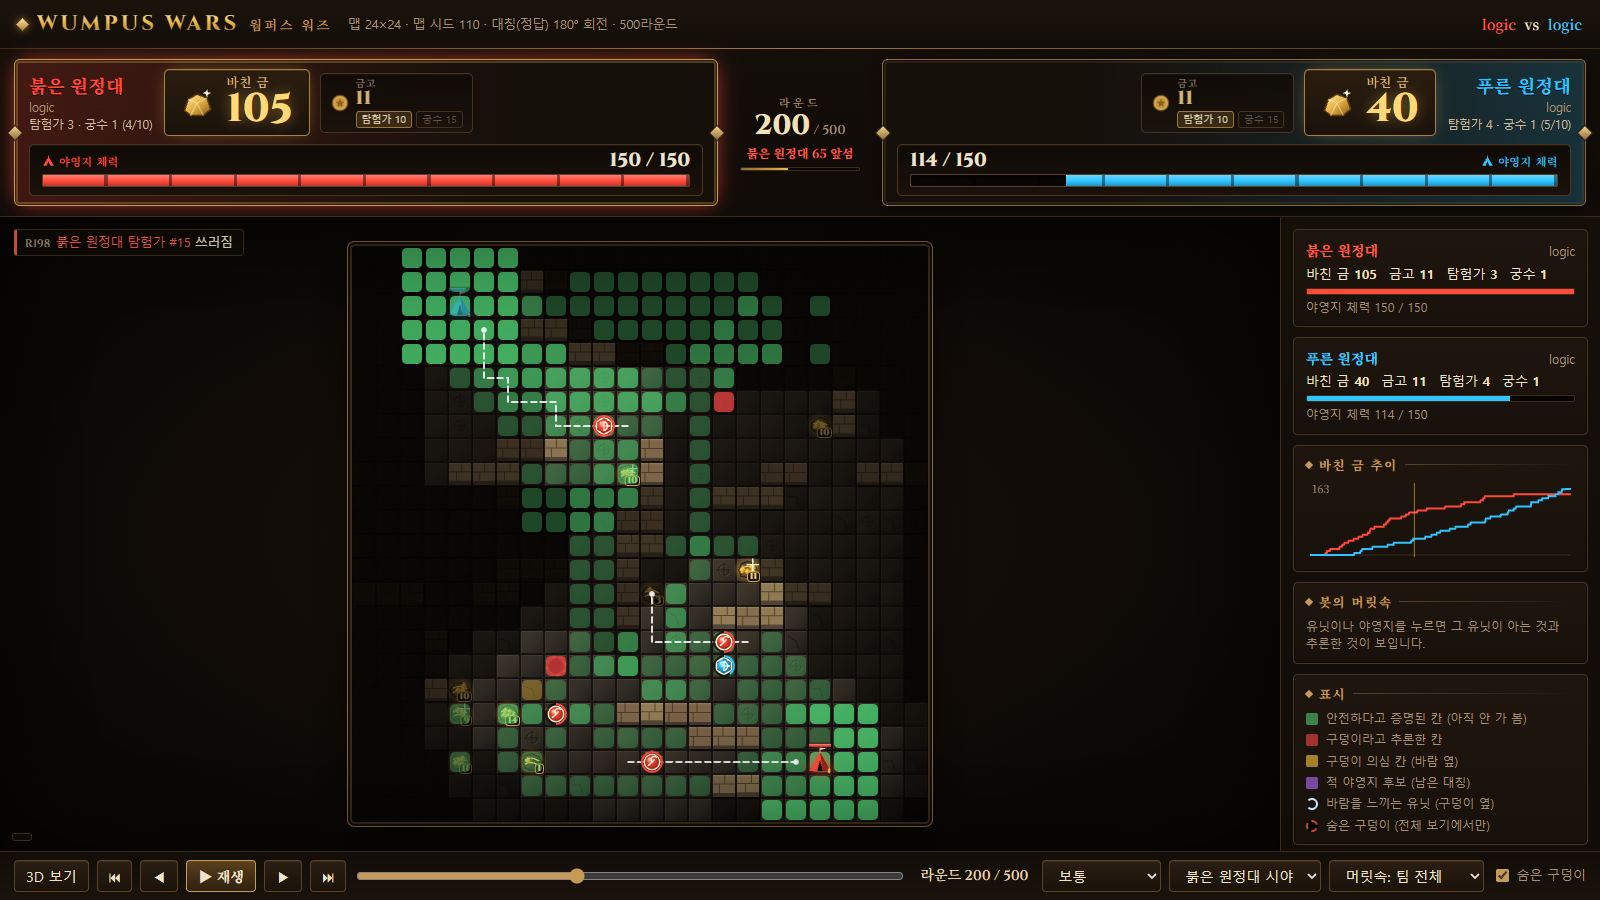 WUMPUS WARS 웜퍼스 워즈 맵 24×24 · 맵 시드 110 · 대칭(정답) 180° 회전 · 500라운드
logic vs logic
붉은 원정대
logic
탐험가 3 · 궁수 1 (4/10)
바친 금
105
금고
11
탐험가 10 궁수 15
야영지 체력
150 / 150
라운드
200 / 500
붉은 원정대 65 앞섬
금고
11
탐험가 10 궁수 15
바친 금
40
푸른 원정대
logic
탐험가 4 · 궁수 1 (5/10)
114 / 150
야영지 체력
R198 붉은 원정대 탐험가 #15 쓰러짐
10
10
11
3
10
9
14
11
1
붉은 원정대 logic
바친 금 105 금고 11 탐험가 3 궁수 1
야영지 체력 150 / 150
푸른 원정대 logic
바친 금 40 금고 11 탐험가 4 궁수 1
야영지 체력 114 / 150
바친 금 추이
163
봇의 머릿속
유닛이나 야영지를 누르면 그 유닛이 아는 것과
추론한 것이 보입니다.
표시
안전하다고 증명된 칸 (아직 안 가 봄)
구덩이라고 추론한 칸
구덩이 의심 칸 (바람 옆)
적 야영지 후보 (남은 대칭)
바람을 느끼는 유닛 (구덩이 옆)
숨은 구덩이 (전체 보기에서만)
3D 보기
재생
라운드 200 / 500
보통
붉은 원정대 시야
머릿속: 팀 전체
숨은 구덩이